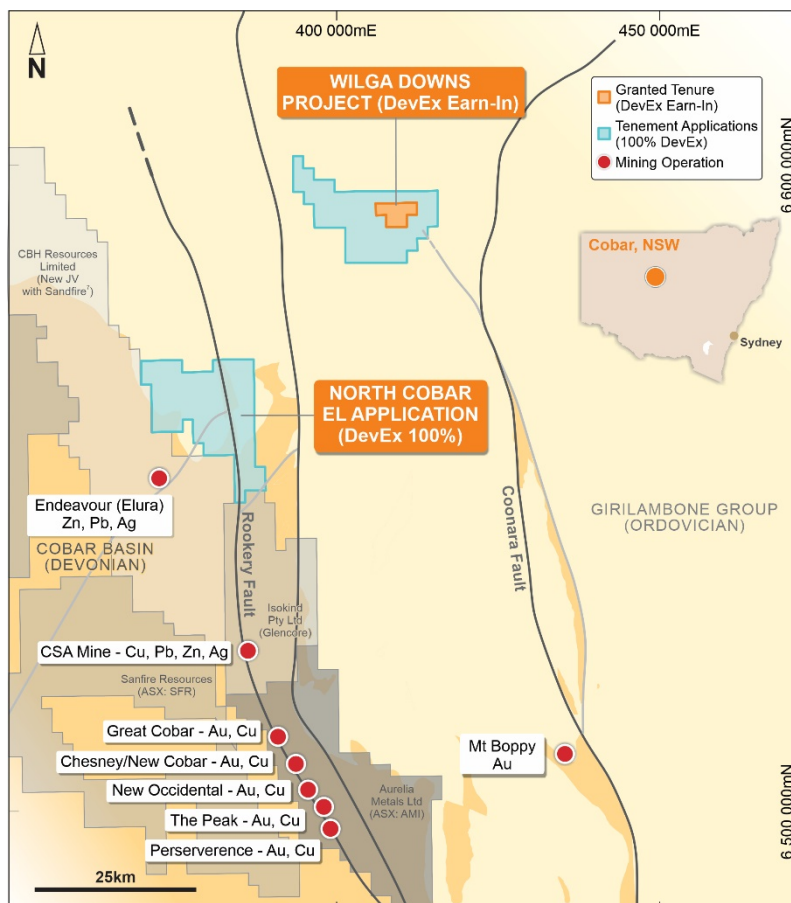 400 000mE
450 000mE
N
WILGA DOWNS
PROJECT (DevEx Earn-In)
Granted Tenure
(DevEx Earn-In)
Tenement Applications
(100% DevEx)
Mining Operation
6 600 000mN
Cobar, NSW
Sydney
CBH Resources
Limited
(New JV
with Sandfire⁷)
NORTH COBAR
EL APPLICATION
(DevEx 100%)
Endeavour (Elura)
Zn, Pb, Ag
COBAR BASIN
(DEVONIAN)
Rookery Fault
Coonara Fault
GIRILAMBONE GROUP
(ORDOVICIAN)
Isokind
Pty Ltd
(Glencore)
CSA Mine - Cu, Pb, Zn, Ag
Sanfire Resources
(ASX: SFR)
Great Cobar - Au, Cu
Chesney/New Cobar - Au, Cu
New Occidental - Au, Cu
The Peak - Au, Cu
Perserverence - Au, Cu
Aurelia
Metals Ltd
(ASX: AMI)
Mt Boppy
Au
6 500 000mN
25km